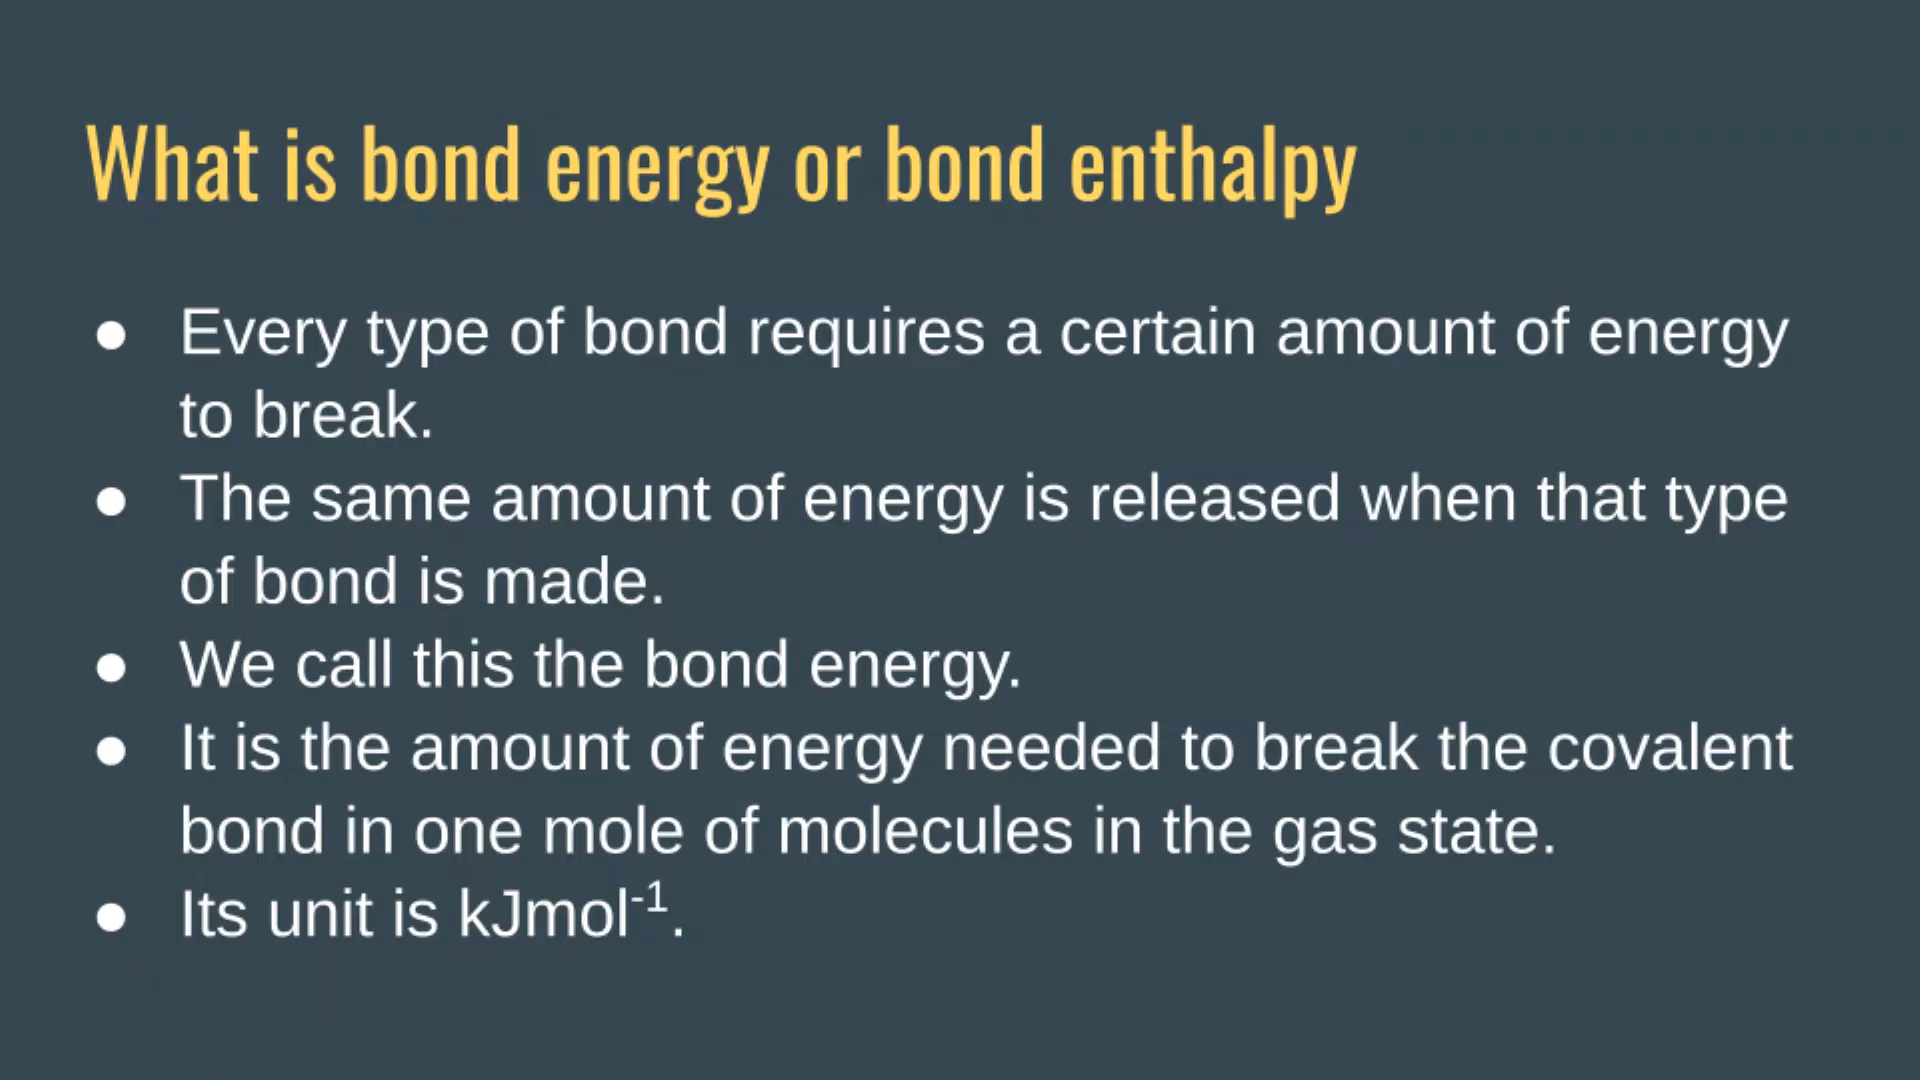 What is bond energy or bond enthalpy
● Every type of bond requires a certain amount of energy
to break.
● The same amount of energy is released when that type
of bond is made.
● We call this the bond energy.
● It is the amount of energy needed to break the covalent
bond in one mole of molecules in the gas state.
● Its unit is kJmol⁻¹.